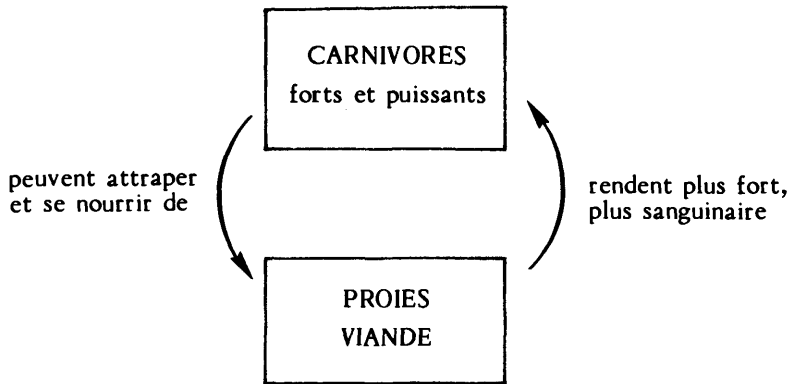 CARNIVORES
forts et puissants
peuvent attraper
et se nourrir de
rendent plus fort,
plus sanguinaire
PROIES
VIANDE